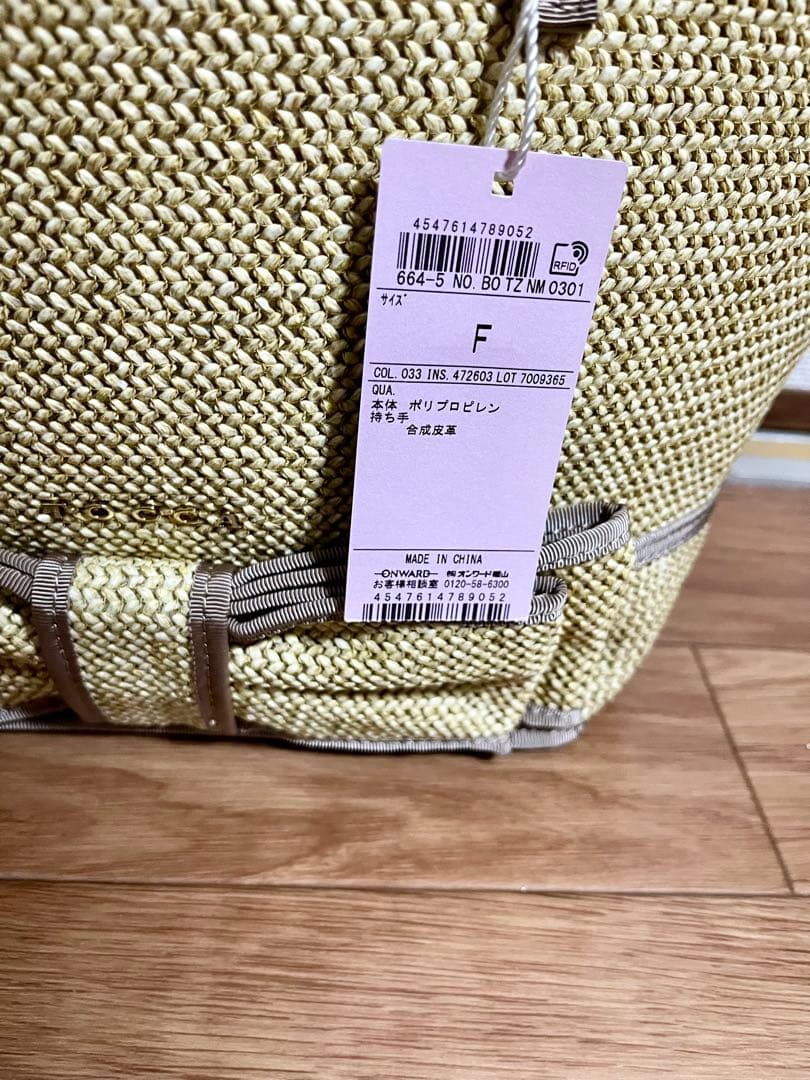 4547614789052
RFID
664-5 NO. BO TZ NM 0301
サイズ
F
COL. 033 INS. 472603 LOT 7009365
QUA.
本体 ポリプロピレン
持ち手
合成皮革
TOCCA
MADE IN CHINA
ONWARD ㈱オンワード樫山
お客様相談室 0120-58-6300
4547614789052